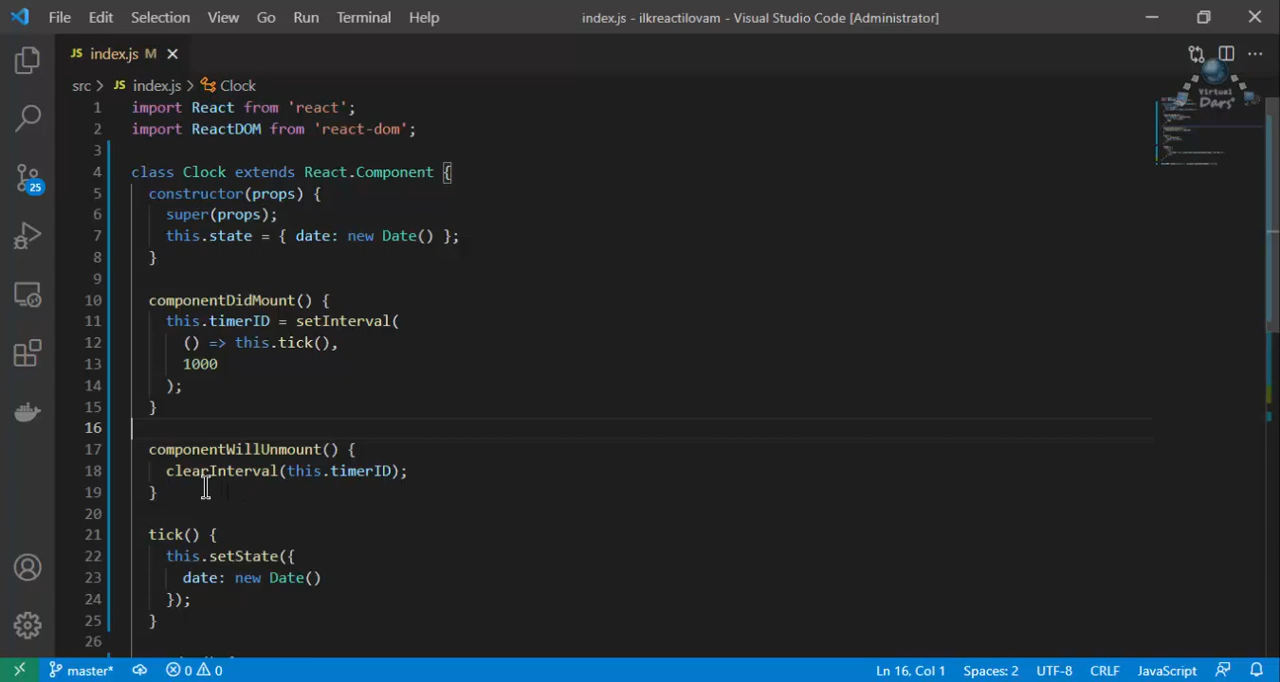 File Edit Selection View Go Run Terminal Help index.js - ilkreactilovam - Visual Studio Code [Administrator]
JS index.js M
src > JS index.js > Clock
Virtual
Dars
1 import React from 'react';
2 import ReactDOM from 'react-dom';
3
4 class Clock extends React.Component {
5 constructor(props) {
6 super(props);
7 this.state = { date: new Date() };
8 }
9
10 componentDidMount() {
11 this.timerID = setInterval(
12 () => this.tick(),
13 1000
14 );
15 }
16
17 componentWillUnmount() {
18 clearInterval(this.timerID);
19 }
20
21 tick() {
22 this.setState({
23 date: new Date()
24 });
25 }
26
25
master* 0 0 Ln 16, Col 1 Spaces: 2 UTF-8 CRLF JavaScript